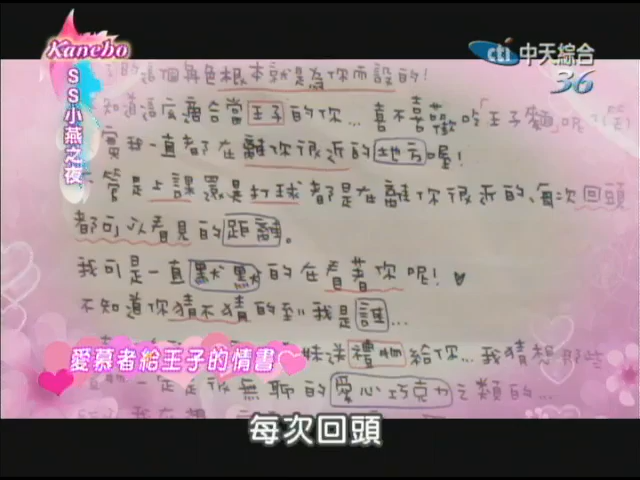 Kanebo
SS小燕之夜
cti 中天綜合
36
的這個角色根本就是為你而設的!
知道這麼適合當王子的你... 喜不喜歡吃「王子麵」呢
實我一直都在離你很近的地方喔!
管是上課還是打球都是在離你很近的、每次回頭
都可以看見的距離。
我可是一直默默的在看著你呢!
不知道你猜不猜的到我是誰...
妹送禮物給你...我猜想那些
一定是很無聊的愛心巧克力之類的...
愛慕者給王子的情書
每次回頭